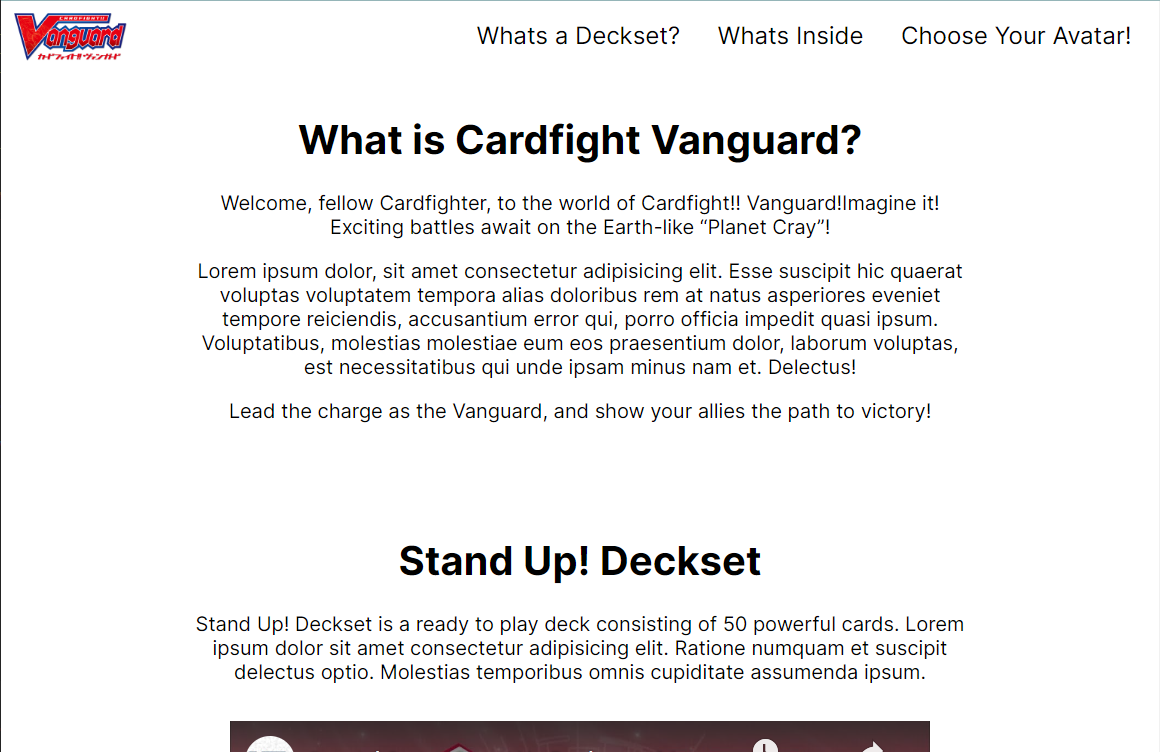 CARDFIGHT!!
Vanguard
カードファイト!! ヴァンガード
Whats a Deckset?
Whats Inside
Choose Your Avatar!
What is Cardfight Vanguard?
Welcome, fellow Cardfighter, to the world of Cardfight!! Vanguard!Imagine it!
Exciting battles await on the Earth-like “Planet Cray”!
Lorem ipsum dolor, sit amet consectetur adipisicing elit. Esse suscipit hic quaerat
voluptas voluptatem tempora alias doloribus rem at natus asperiores eveniet
tempore reiciendis, accusantium error qui, porro officia impedit quasi ipsum.
Voluptatibus, molestias molestiae eum eos praesentium dolor, laborum voluptas,
est necessitatibus qui unde ipsam minus nam et. Delectus!
Lead the charge as the Vanguard, and show your allies the path to victory!
Stand Up! Deckset
Stand Up! Deckset is a ready to play deck consisting of 50 powerful cards. Lorem
ipsum dolor sit amet consectetur adipisicing elit. Ratione numquam et suscipit
delectus optio. Molestias temporibus omnis cupiditate assumenda ipsum.